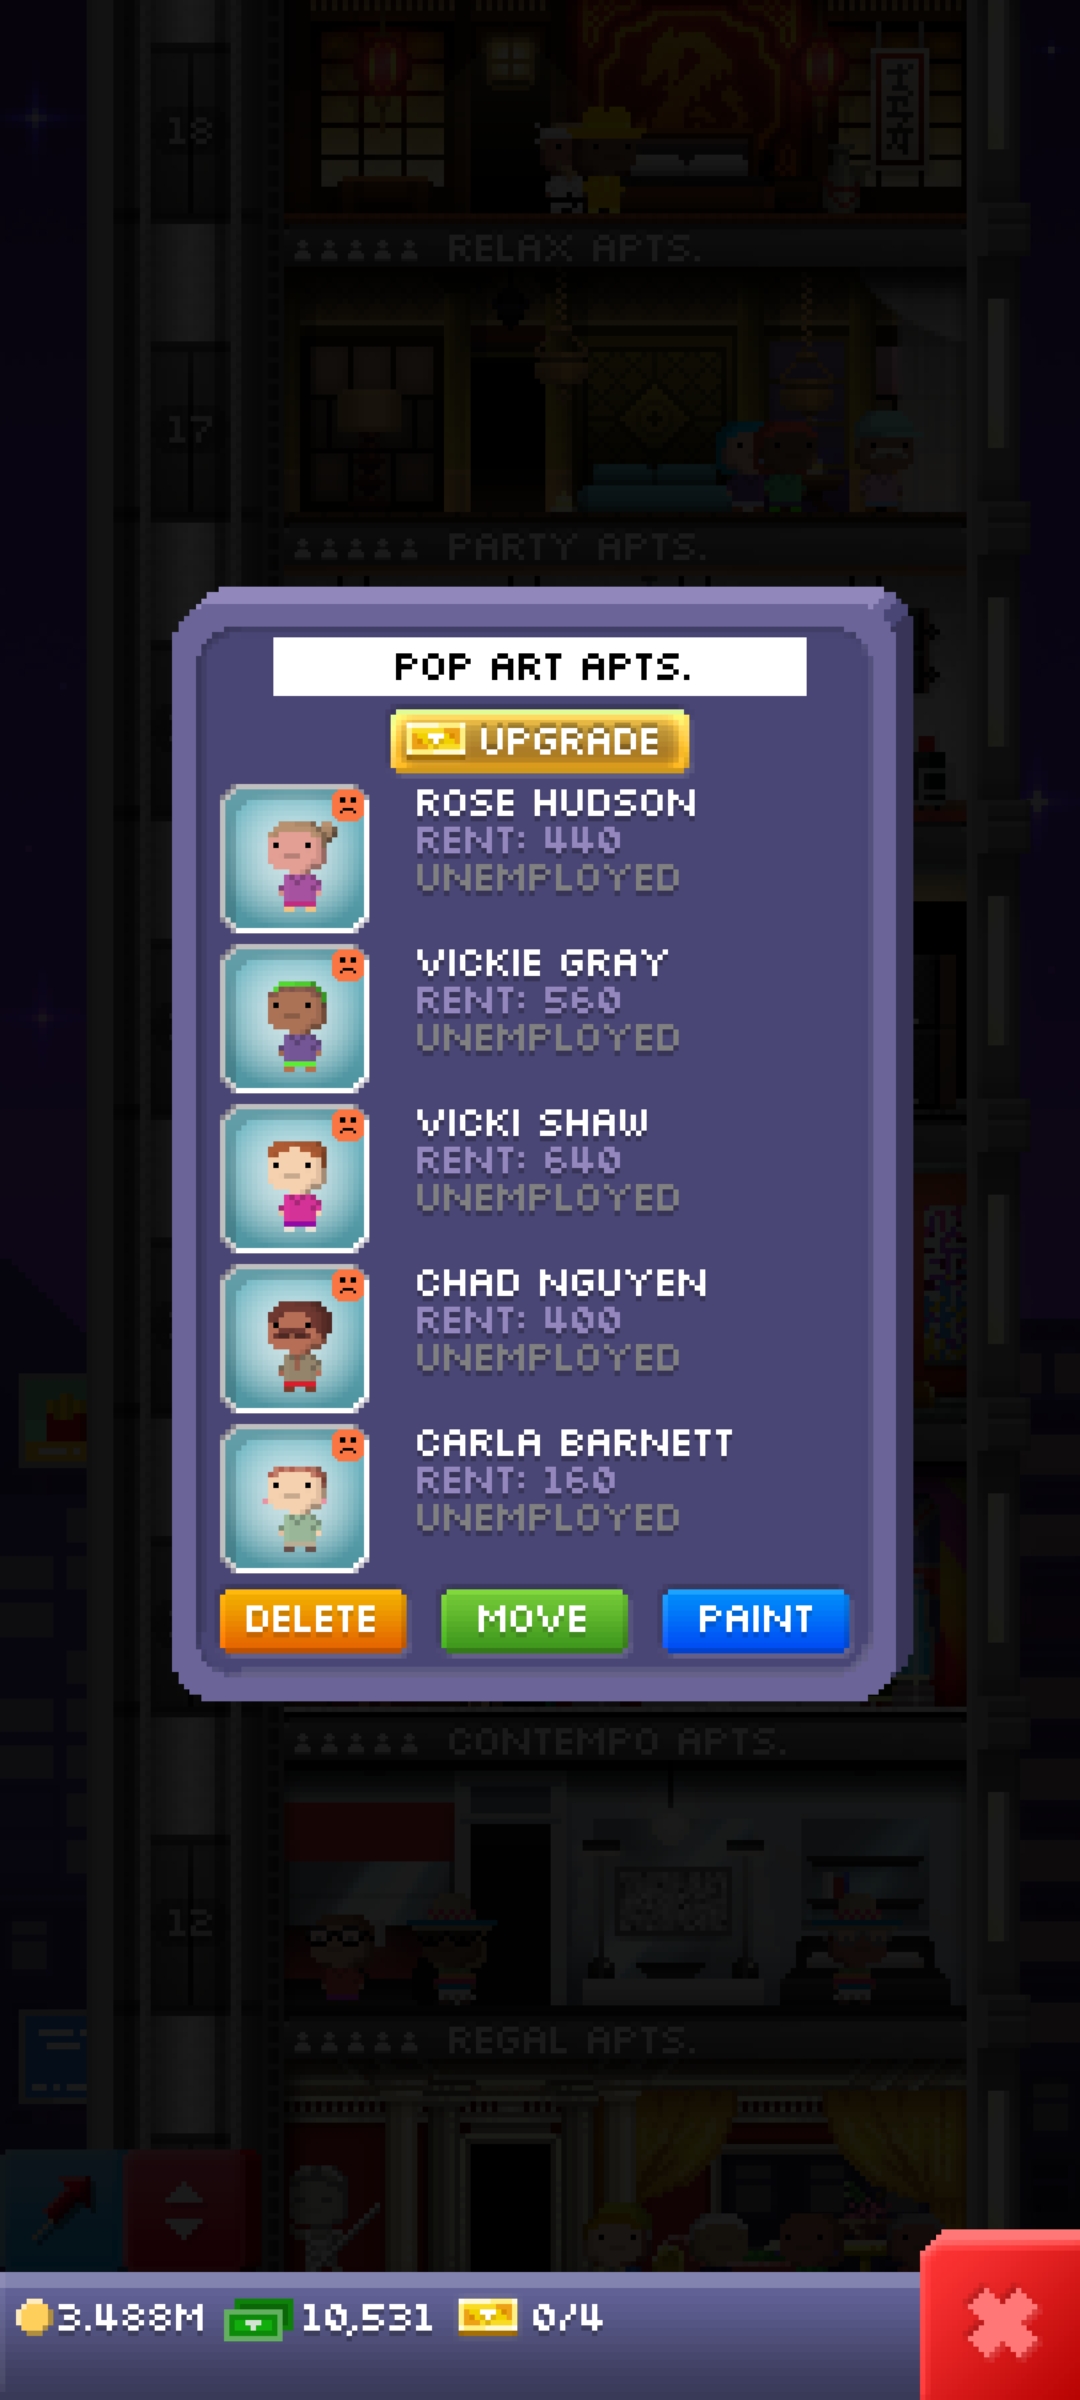 18
RELAX APTS.
17
PARTY APTS.
POP ART APTS.
UPGRADE
ROSE HUDSON
RENT: 440
UNEMPLOYED
VICKIE GRAY
RENT: 560
UNEMPLOYED
VICKI SHAW
RENT: 640
UNEMPLOYED
CHAD NGUYEN
RENT: 400
UNEMPLOYED
CARLA BARNETT
RENT: 160
UNEMPLOYED
DELETE MOVE PAINT
CONTEMPO APTS.
12
REGAL APTS.
3.488M 10,531 0/4